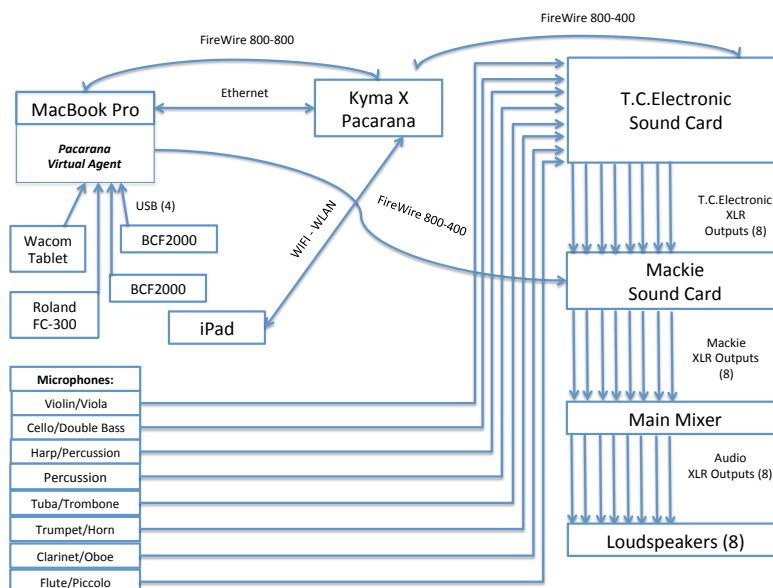 FireWire 800-800
FireWire 800-400
MacBook Pro
Ethernet
Kyma X
Pacarana
T.C.Electronic
Sound Card
Pacarana
Virtual Agent
USB (4)
WIFI - WLAN
FireWire 800-400
Wacom
Tablet
BCF2000
BCF2000
Roland
FC-300
iPad
T.C.Electronic
XLR
Outputs (8)
Mackie
Sound Card
Mackie
XLR Outputs
(8)
Main Mixer
Audio
XLR Outputs (8)
Loudspeakers (8)
Microphones:
Violin/Viola
Cello/Double Bass
Harp/Percussion
Percussion
Tuba/Trombone
Trumpet/Horn
Clarinet/Oboe
Flute/Piccolo